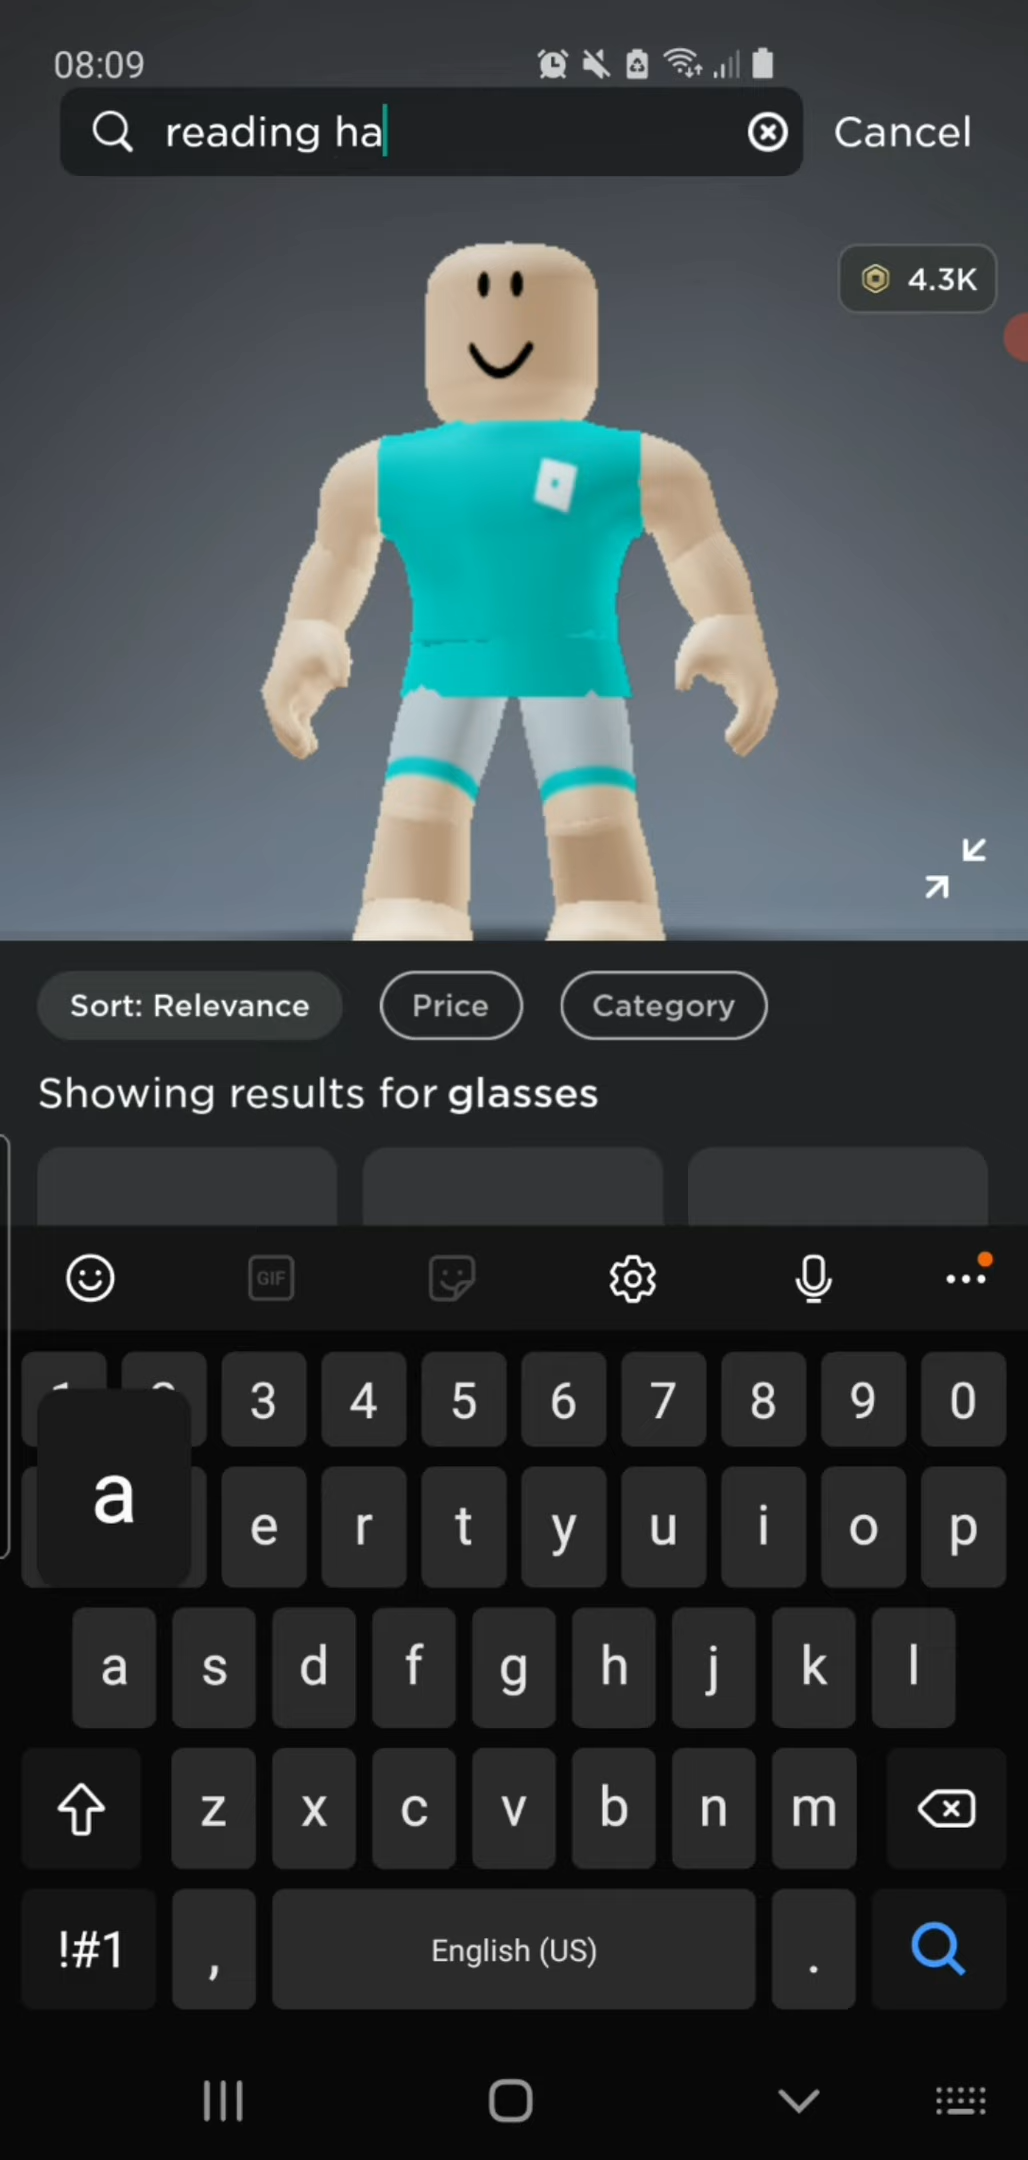 08:09
reading ha
Cancel
4.3K
Sort: Relevance
Price
Category
Showing results for glasses
GIF
3 4 5 6 7 8 9 0
a
e r t y u i o p
a s d f g h j k l
z x c v b n m
!#1 , English (US) .